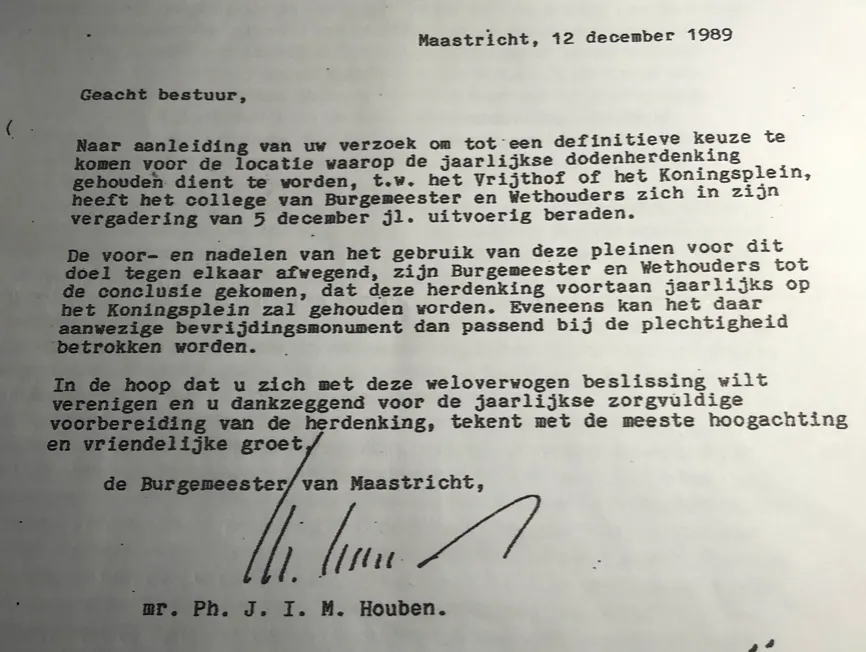 Maastricht, 12 december 1989
Geacht bestuur,
Naar aanleiding van uw verzoek om tot een definitieve keuze te
komen voor de locatie waarop de jaarlijkse dodenherdenking
gehouden dient te worden, t.w. het Vrijthof of het Koningsplein,
heeft het college van Burgemeester en Wethouders zich in zijn
vergadering van 5 december jl. uitvoerig beraden.
De voor- en nadelen van het gebruik van deze pleinen voor dit
doel tegen elkaar afwegend, zijn Burgemeester en Wethouders tot
de conclusie gekomen, dat deze herdenking voortaan jaarlijks op
het Koningsplein zal gehouden worden. Eveneens kan het daar
aanwezige bevrijdingsmonument dan passend bij de plechtigheid
betrokken worden.
In de hoop dat u zich met deze weloverwogen beslissing wilt
verenigen en u dankzeggend voor de jaarlijkse zorgvuldige
voorbereiding van de herdenking, tekent met de meeste hoogachting
en vriendelijke groet,
de Burgemeester van Maastricht,
mr. Ph. J. I. M. Houben.